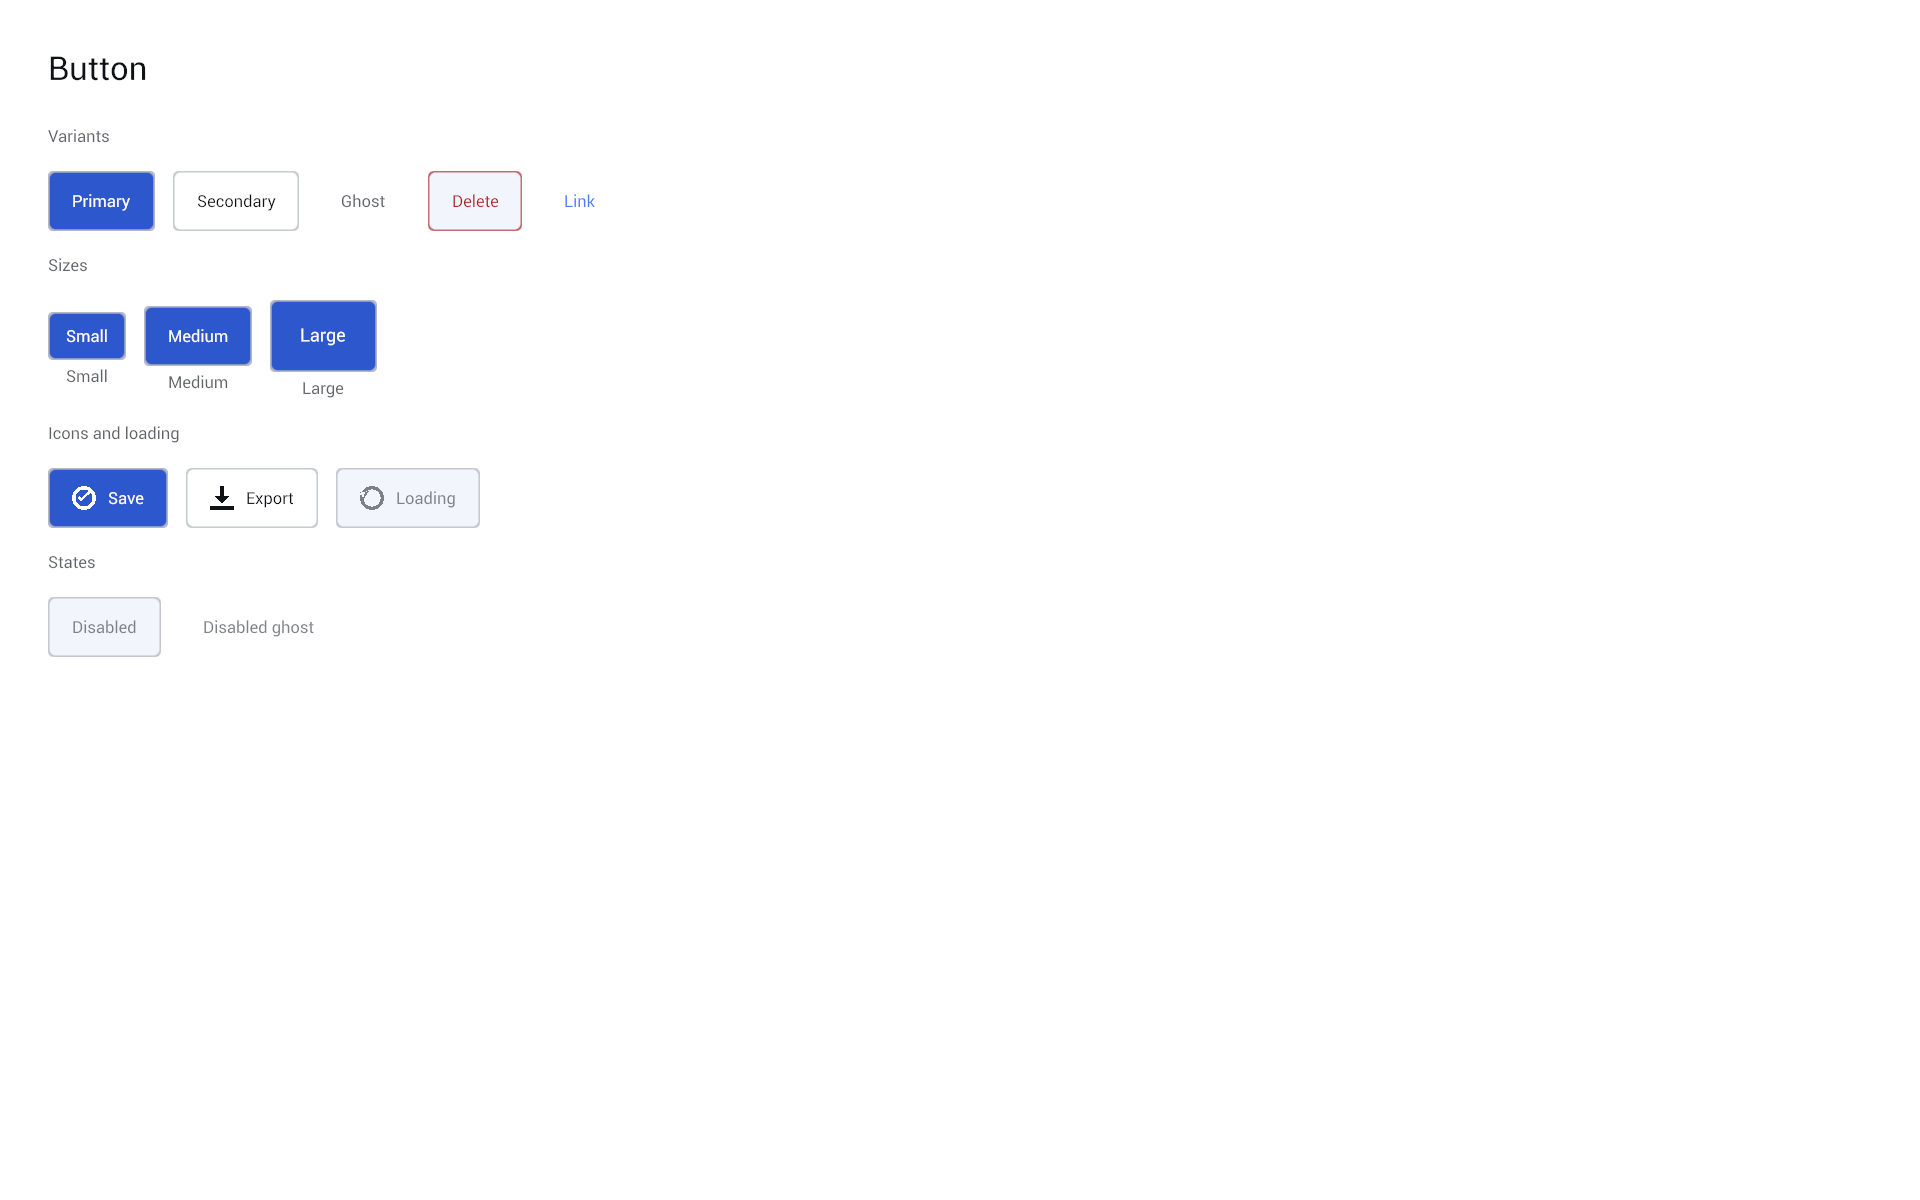 Button
Variants
Primary Secondary Ghost Delete Link
Sizes
Small Medium Large
Small Medium Large
Icons and loading
Save Export Loading
States
Disabled Disabled ghost